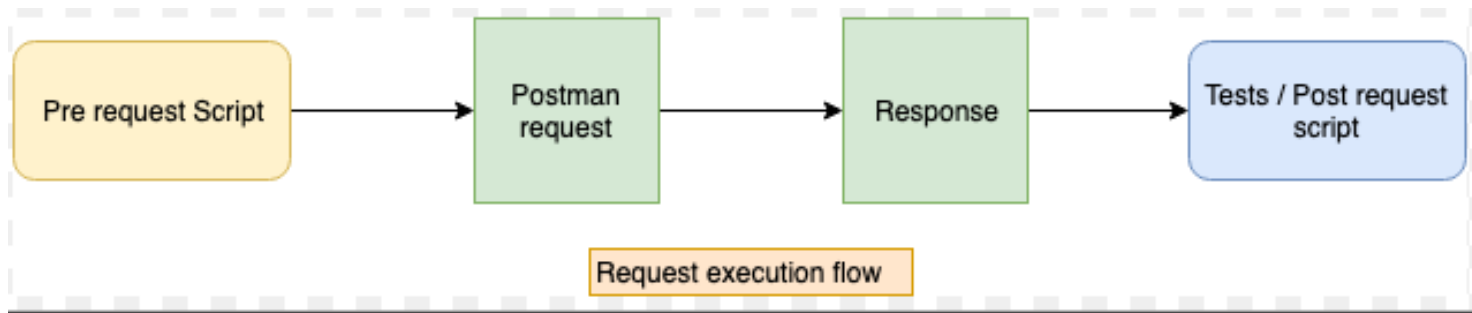 Pre request Script
Postman
request
Response
Tests / Post request
script
Request execution flow